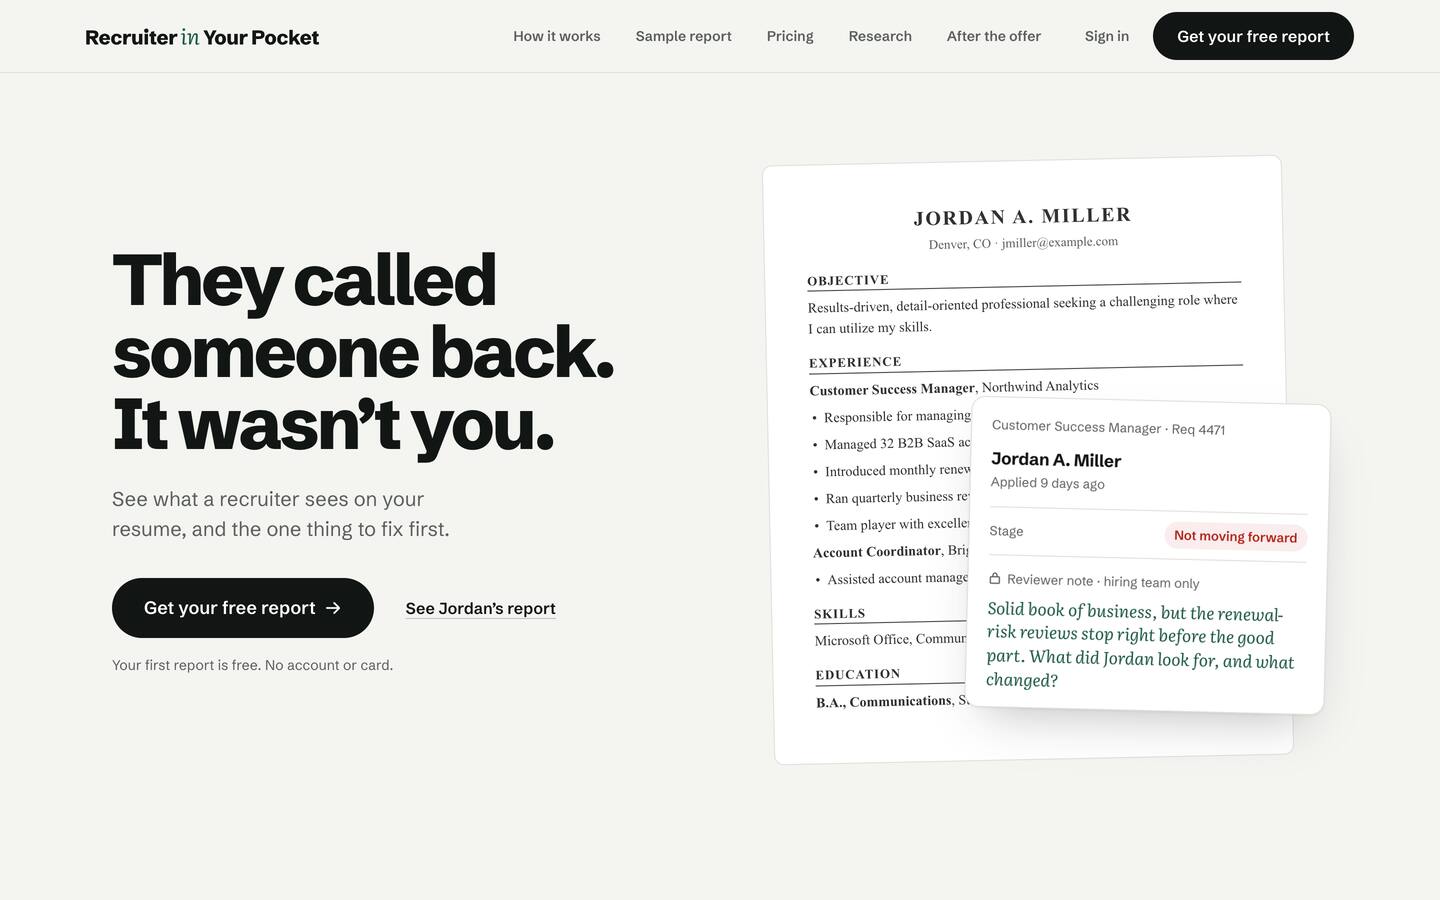 Recruiter in Your Pocket
How it works
Sample report
Pricing
Research
After the offer
Sign in
Get your free report
They called
someone back.
It wasn’t you.
See what a recruiter sees on your
resume, and the one thing to fix first.
Get your free report →
See Jordan’s report
Your first report is free. No account or card.
JORDAN A. MILLER
Denver, CO · jmiller@example.com
OBJECTIVE
Results-driven, detail-oriented professional seeking a challenging role where
I can utilize my skills.
EXPERIENCE
Customer Success Manager, Northwind Analytics
• Responsible for managing
• Managed 32 B2B SaaS
• Introduced monthly
• Ran quarterly business
• Team player with
Account Coordinator,
• Assisted account
SKILLS
Microsoft Office,
EDUCATION
B.A., Communications,
Customer Success Manager · Req 4471
Jordan A. Miller
Applied 9 days ago
Stage
Not moving forward
Reviewer note · hiring team only
Solid book of business, but the renewal-
risk reviews stop right before the good
part. What did Jordan look for, and what
changed?